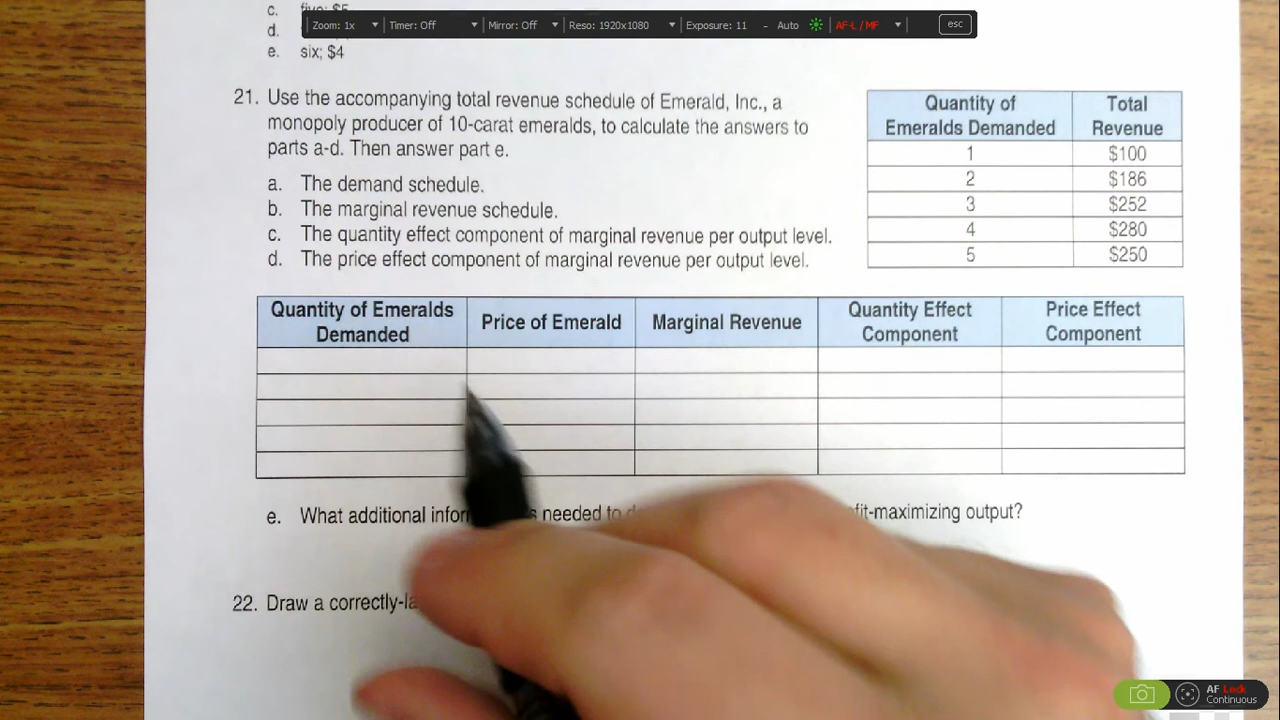 c. five; $5
d.
Zoom: 1x Timer: Off Mirror: Off Reso: 1920x1080 Exposure: 11 - Auto AF-L / MF esc
e. six; $4
21. Use the accompanying total revenue schedule of Emerald, Inc., a
monopoly producer of 10-carat emeralds, to calculate the answers to
parts a-d. Then answer part e.
a. The demand schedule.
b. The marginal revenue schedule.
c. The quantity effect component of marginal revenue per output level.
d. The price effect component of marginal revenue per output level.
Quantity of Emeralds Demanded Total Revenue
1 $100
2 $186
3 $252
4 $280
5 $250
Quantity of Emeralds Demanded Price of Emerald Marginal Revenue Quantity Effect Component Price Effect Component
e. What additional needed to fit-maximizing output?
22. Draw a
AF Lock
Continuous